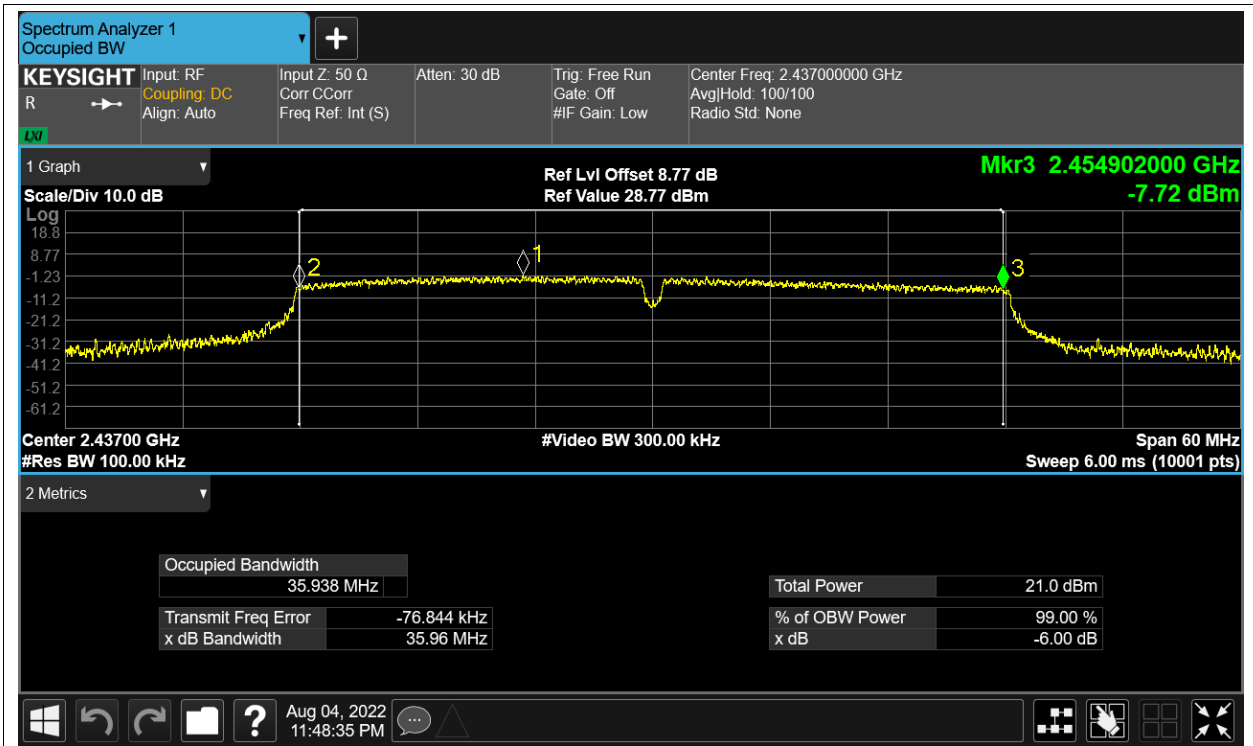 Spectrum Analyzer 1
Occupied BW
KEYSIGHT
R
LXI
Input: RF
Coupling: DC
Align: Auto
Input Z: 50 Ω
Corr CCorr
Freq Ref: Int (S)
Atten: 30 dB
Trig: Free Run
Gate: Off
#IF Gain: Low
Center Freq: 2.437000000 GHz
Avg|Hold: 100/100
Radio Std: None
1 Graph
Scale/Div 10.0 dB
Ref Lvl Offset 8.77 dB
Ref Value 28.77 dBm
Mkr3 2.454902000 GHz
-7.72 dBm
Log
18.8
8.77
-1.23
-11.2
-21.2
-31.2
-41.2
-51.2
-61.2
2
1
3
Center 2.43700 GHz
#Video BW 300.00 kHz
Span 60 MHz
#Res BW 100.00 kHz
Sweep 6.00 ms (10001 pts)
2 Metrics
Occupied Bandwidth
35.938 MHz
Transmit Freq Error -76.844 kHz
x dB Bandwidth 35.96 MHz
Total Power 21.0 dBm
% of OBW Power 99.00 %
x dB -6.00 dB
?
Aug 04, 2022
11:48:35 PM